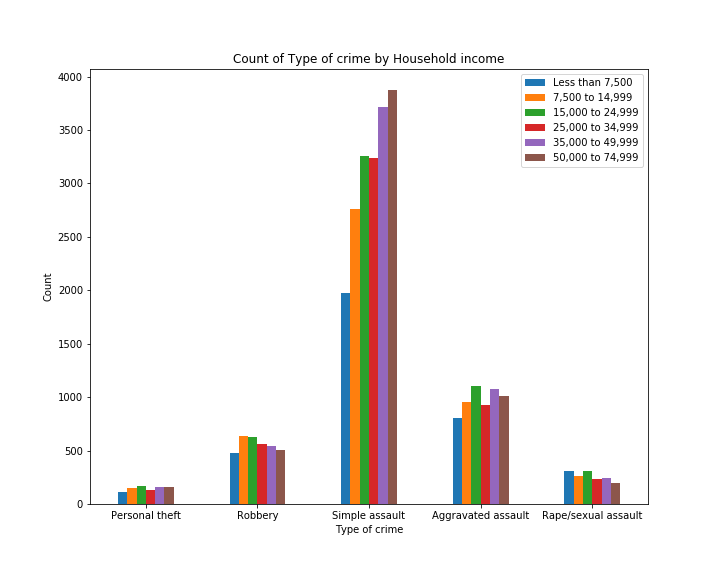 Count of Type of crime by Household income
Less than 7,500
7,500 to 14,999
15,000 to 24,999
25,000 to 34,999
35,000 to 49,999
50,000 to 74,999
4000
3500
3000
2500
2000
1500
1000
500
0
Count
Personal theft
Robbery
Simple assault
Aggravated assault
Rape/sexual assault
Type of crime